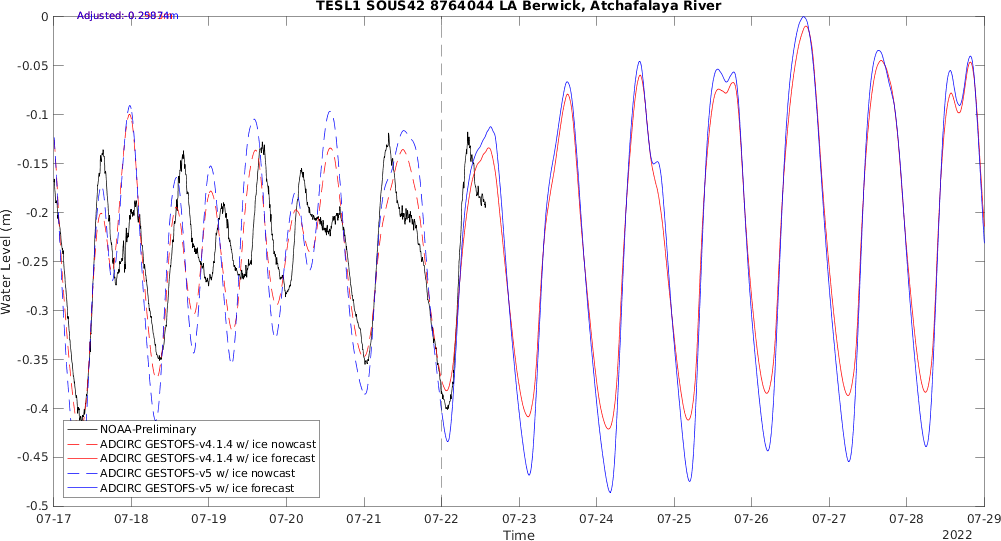 TESL1 SOUS42 8764044 LA Berwick, Atchafalaya River
Adjusted:
0
-0.05
-0.1
-0.15
-0.2
-0.25
-0.3
-0.35
-0.4
-0.45
-0.5
Water Level (m)
NOAA-Preliminary
ADCIRC GESTOFS-v4.1.4 w/ ice nowcast
ADCIRC GESTOFS-v4.1.4 w/ ice forecast
ADCIRC GESTOFS-v5 w/ ice nowcast
ADCIRC GESTOFS-v5 w/ ice forecast
07-17 07-18 07-19 07-20 07-21 07-22 07-23 07-24 07-25 07-26 07-27 07-28 07-29
Time
2022